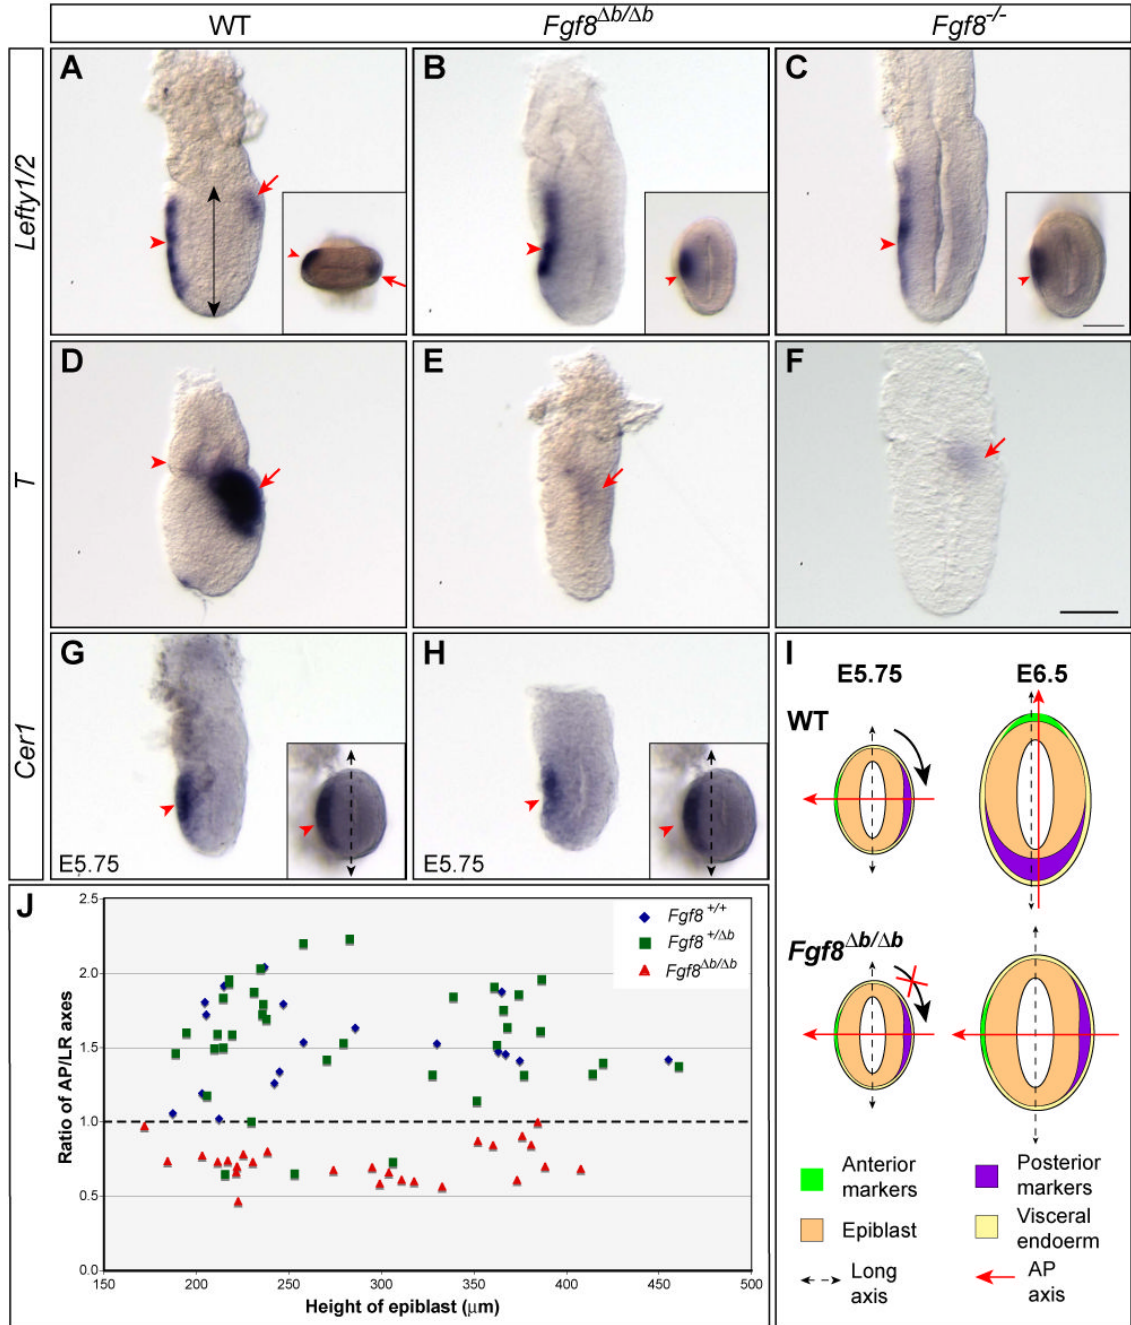 WT
Fgf8Δb/Δb
Fgf8-/-
Lefty1/2
A
B
C
T
D
E
F
Cer1
G
E5.75
H
E5.75
I
E5.75
E6.5
WT
Fgf8Δb/Δb
Anterior
markers
Posterior
markers
Epiblast
Visceral
endoerm
Long
axis
AP
axis
J
Fgf8+/+
Fgf8+/Δb
Fgf8Δb/Δb
Ratio of AP/LR axes
2.5
2.0
1.5
1.0
0.5
0.0
150 200 250 300 350 400 450 500
Height of epiblast (μm)